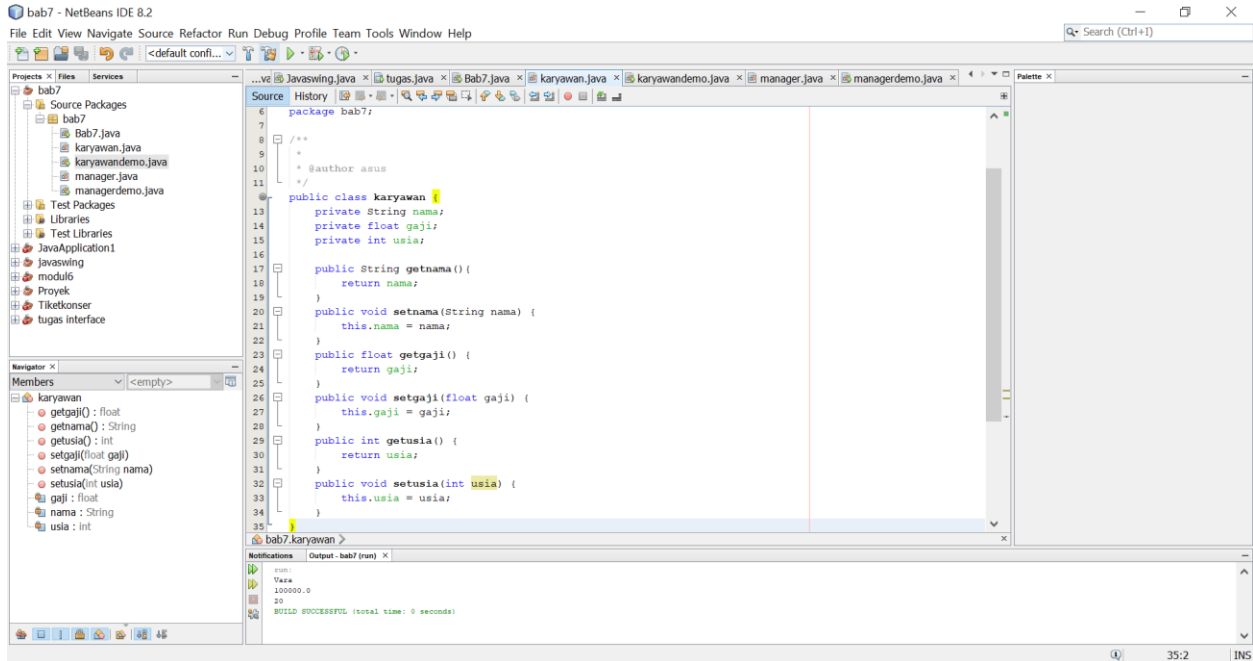 bab7 - NetBeans IDE 8.2
File Edit View Navigate Source Refactor Run Debug Profile Team Tools Window Help
Search (Ctrl+I)
<default confi...
Projects Files Services
bab7
Source Packages
bab7
Bab7.java
karyawan.java
karyawandemo.java
manager.java
managerdemo.java
Test Packages
Libraries
Test Libraries
JavaApplication1
javaswing
modul6
Proyek
Tiketkonser
tugas interface
Navigator
Members <empty>
karyawan
getgaji() : float
getnama() : String
getusia() : int
setgaji(float gaji)
setnama(String nama)
setusia(int usia)
gaji : float
nama : String
usia : int
...va Javaswing.java tugas.java Bab7.java karyawan.java karyawandemo.java manager.java managerdemo.java
Source History
6 package bab7;
7
8 /**
9 *
10 * @author asus
11 */
public class karyawan {
13 private String nama;
14 private float gaji;
15 private int usia;
16
17 public String getnama(){
18 return nama;
19 }
20 public void setnama(String nama) {
21 this.nama = nama;
22 }
23 public float getgaji() {
24 return gaji;
25 }
26 public void setgaji(float gaji) {
27 this.gaji = gaji;
28 }
29 public int getusia() {
30 return usia;
31 }
32 public void setusia(int usia) {
33 this.usia = usia;
34 }
35 }
bab7.karyawan
Notifications Output - bab7 (run)
run:
Vara
100000.0
20
BUILD SUCCESSFUL (total time: 0 seconds)
Palette
35:2 INS